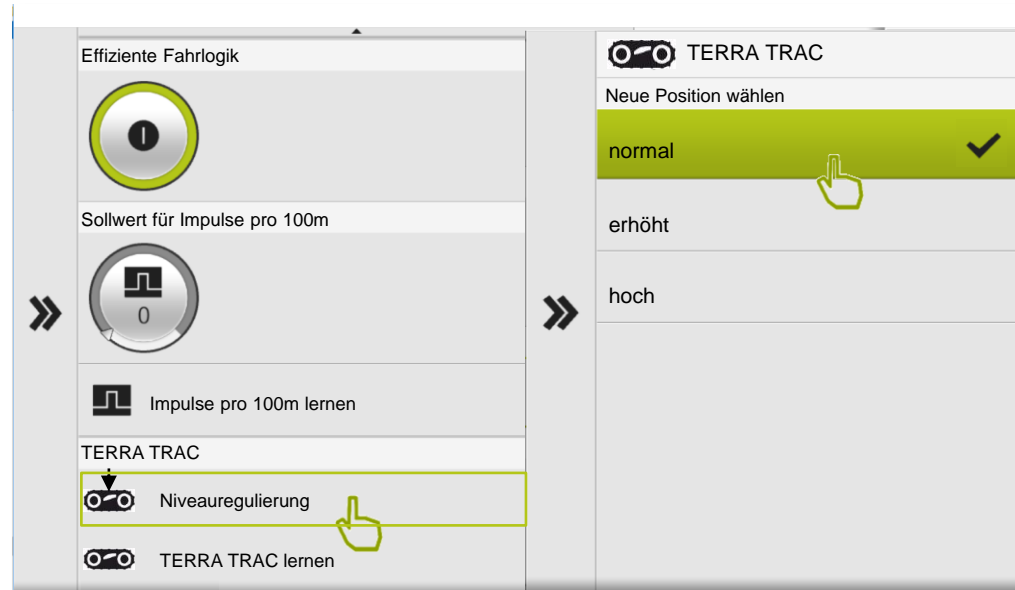 Effiziente Fahrlogik
Sollwert für Impulse pro 100m
0
Impulse pro 100m lernen
TERRA TRAC
Niveauregulierung
TERRA TRAC lernen
TERRA TRAC
Neue Position wählen
normal
erhöht
hoch